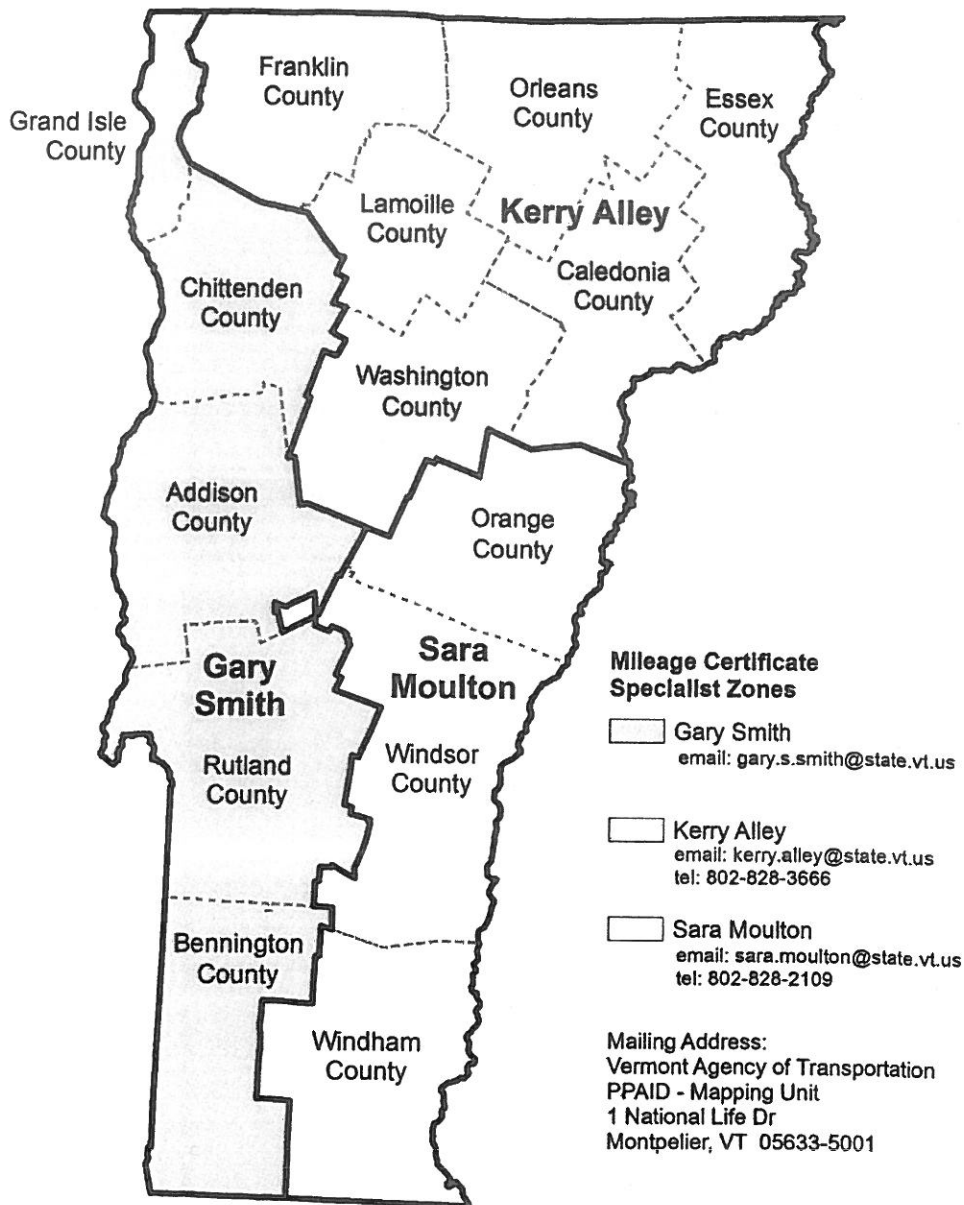 Franklin
County
Orleans
County
Essex
County
Grand Isle
County
Lamoille
County
Kerry Alley
Caledonia
County
Chittenden
County
Washington
County
Addison
County
Orange
County
Gary
Smith
Sara
Moulton
Rutland
County
Windsor
County
Bennington
County
Windham
County
Mileage Certificate
Specialist Zones
Gary Smith
email: gary.s.smith@state.vt.us
Kerry Alley
email: kerry.alley@state.vt.us
tel: 802-828-3666
Sara Moulton
email: sara.moulton@state.vt.us
tel: 802-828-2109
Mailing Address:
Vermont Agency of Transportation
PPAID - Mapping Unit
1 National Life Dr
Montpelier, VT 05633-5001